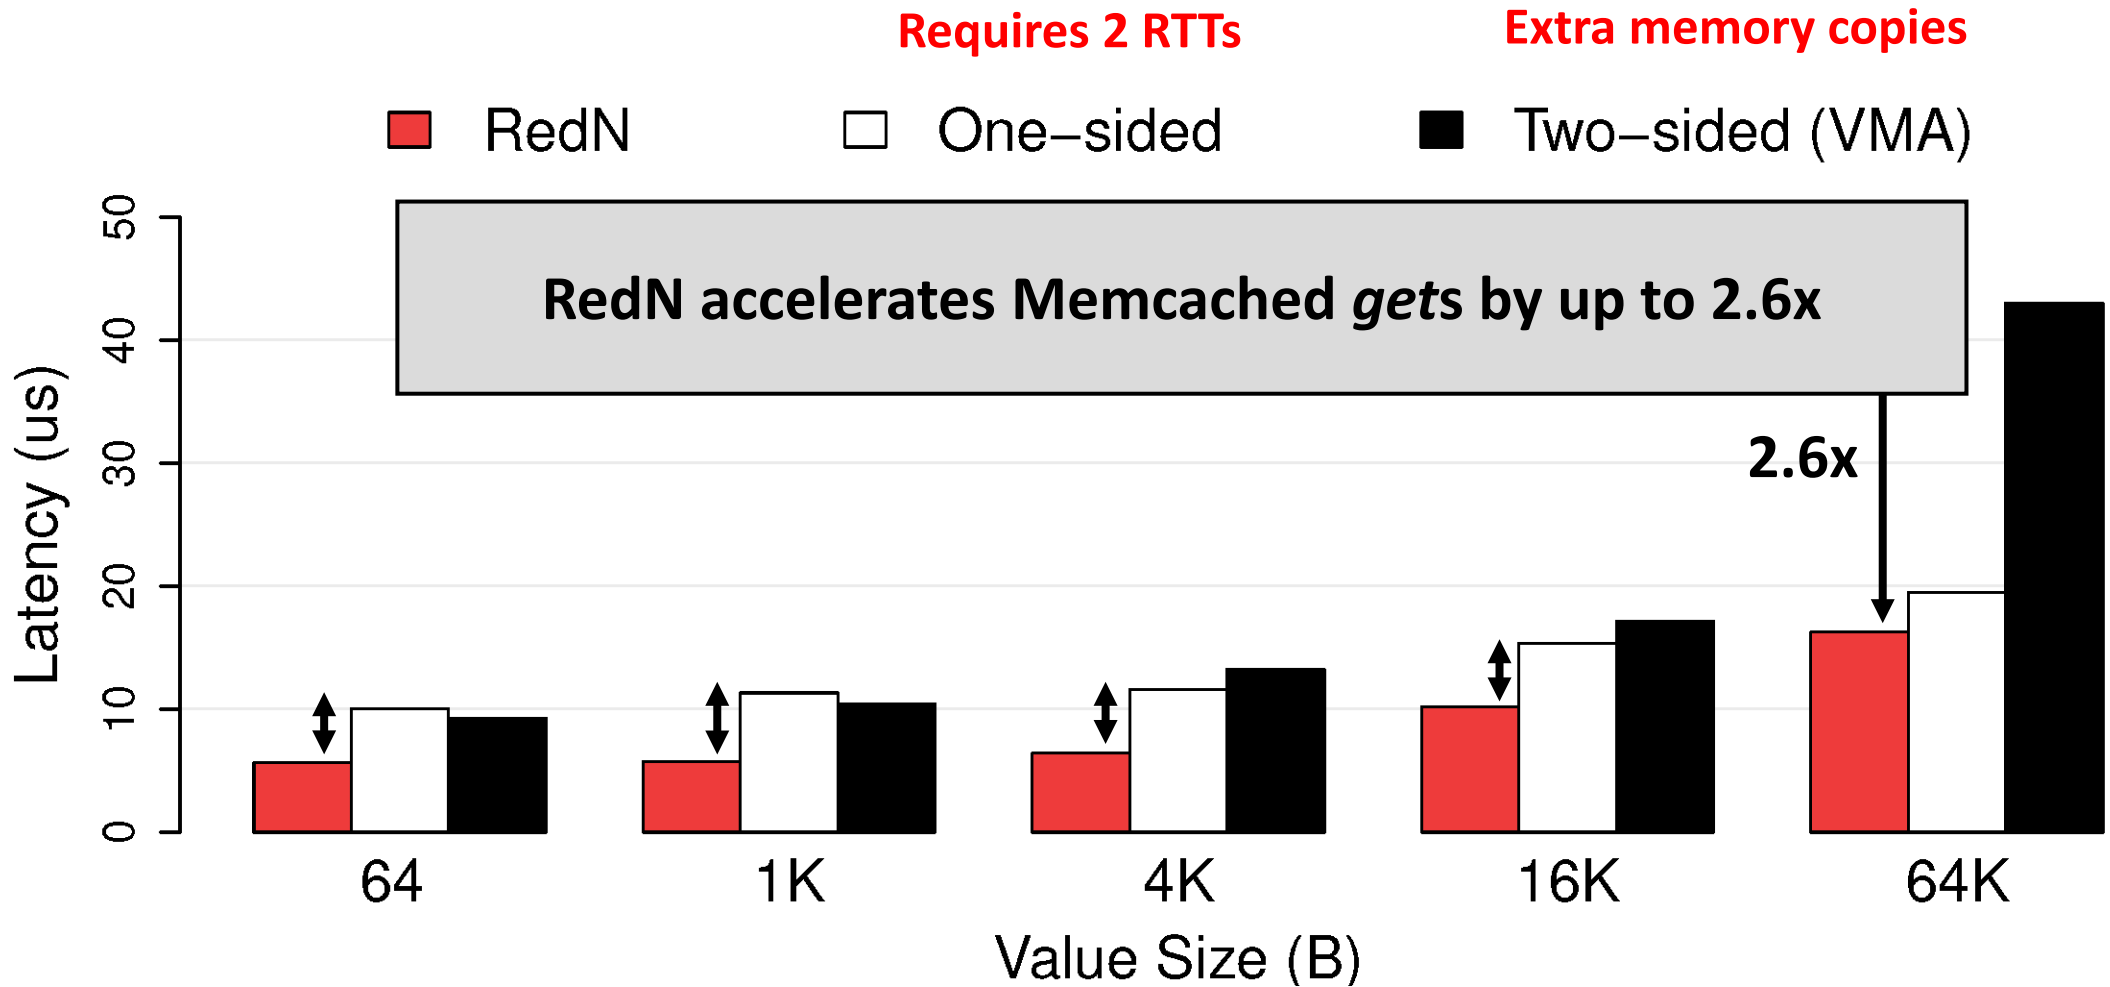 Requires 2 RTTs
Extra memory copies
RedN
One−sided
Two−sided (VMA)
RedN accelerates Memcached gets by up to 2.6x
2.6x
Latency (us)
50
40
30
20
10
0
64
1K
4K
16K
64K
Value Size (B)